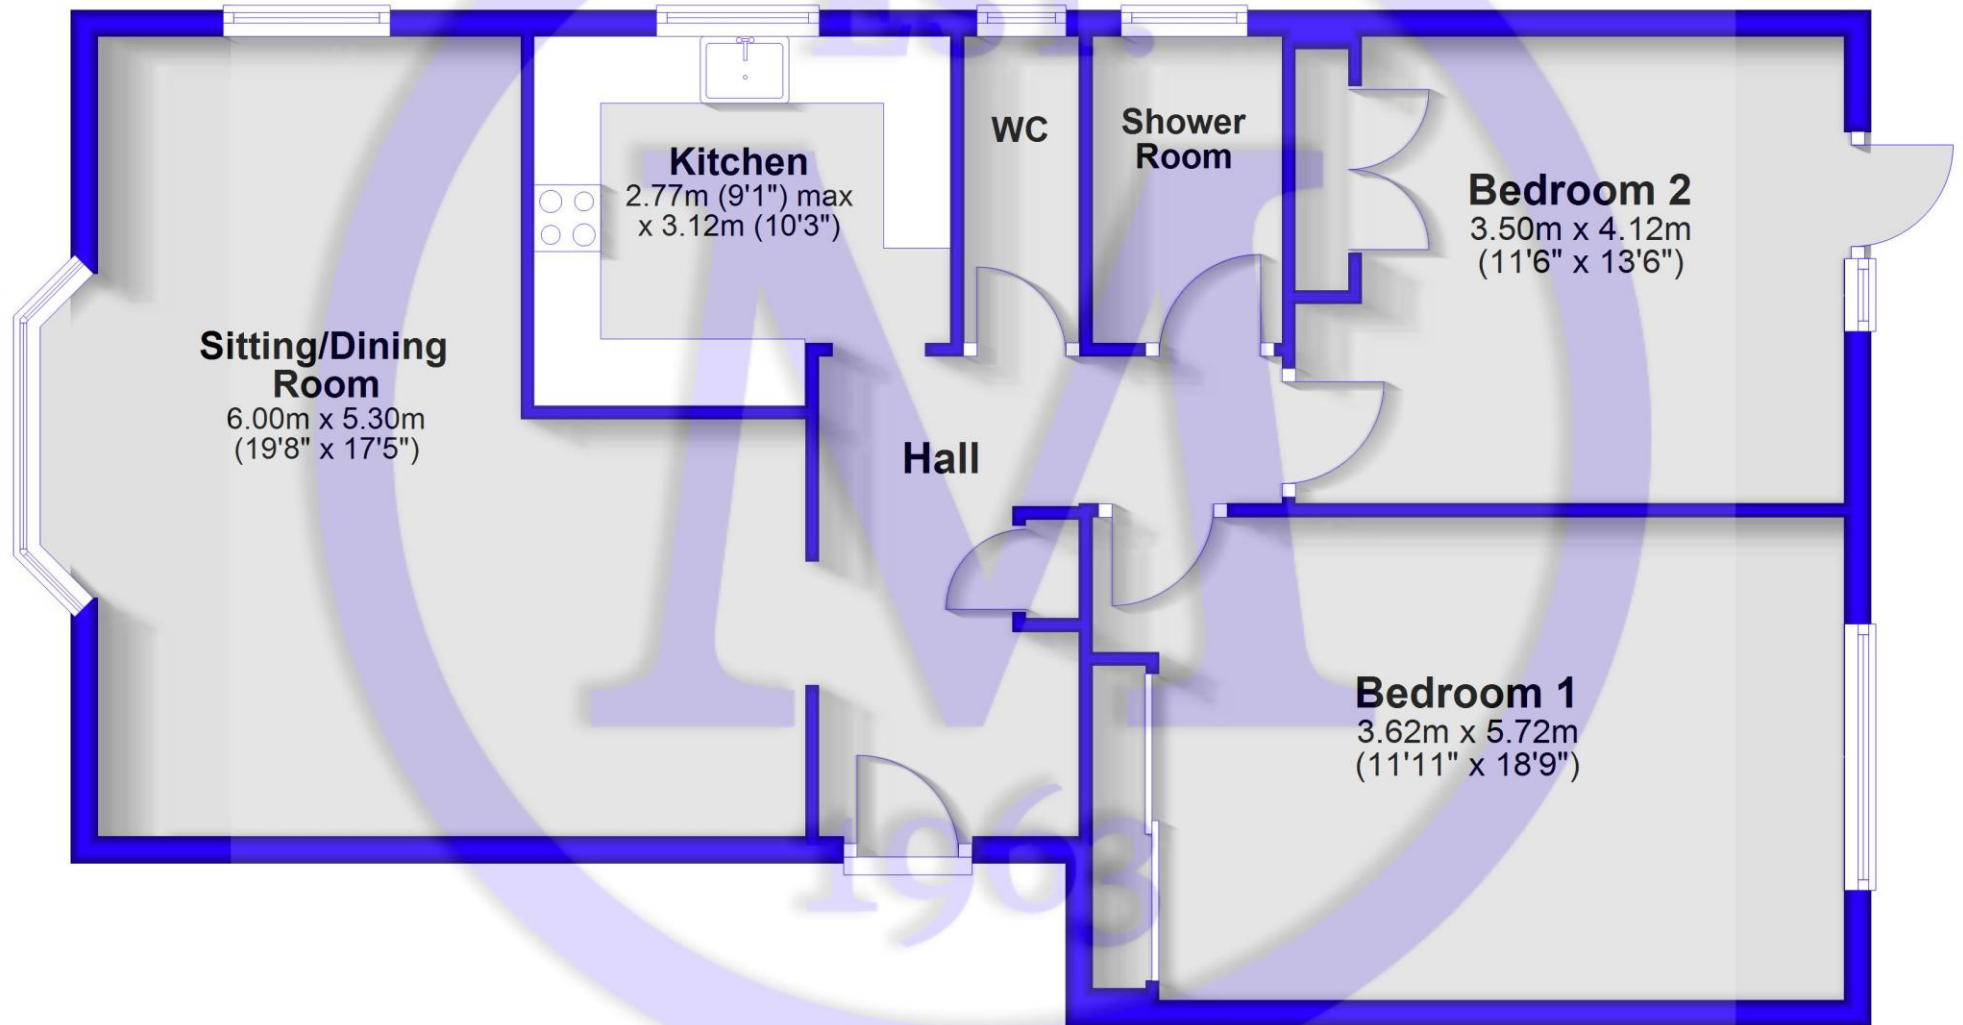 EST.
WC
Shower
Room
Kitchen
2.77m (9'1") max
x 3.12m (10'3")
Bedroom 2
3.50m x 4.12m
(11'6" x 13'6")
Sitting/Dining
Room
6.00m x 5.30m
(19'8" x 17'5")
Hall
M
Bedroom 1
3.62m x 5.72m
(11'11" x 18'9")
1963